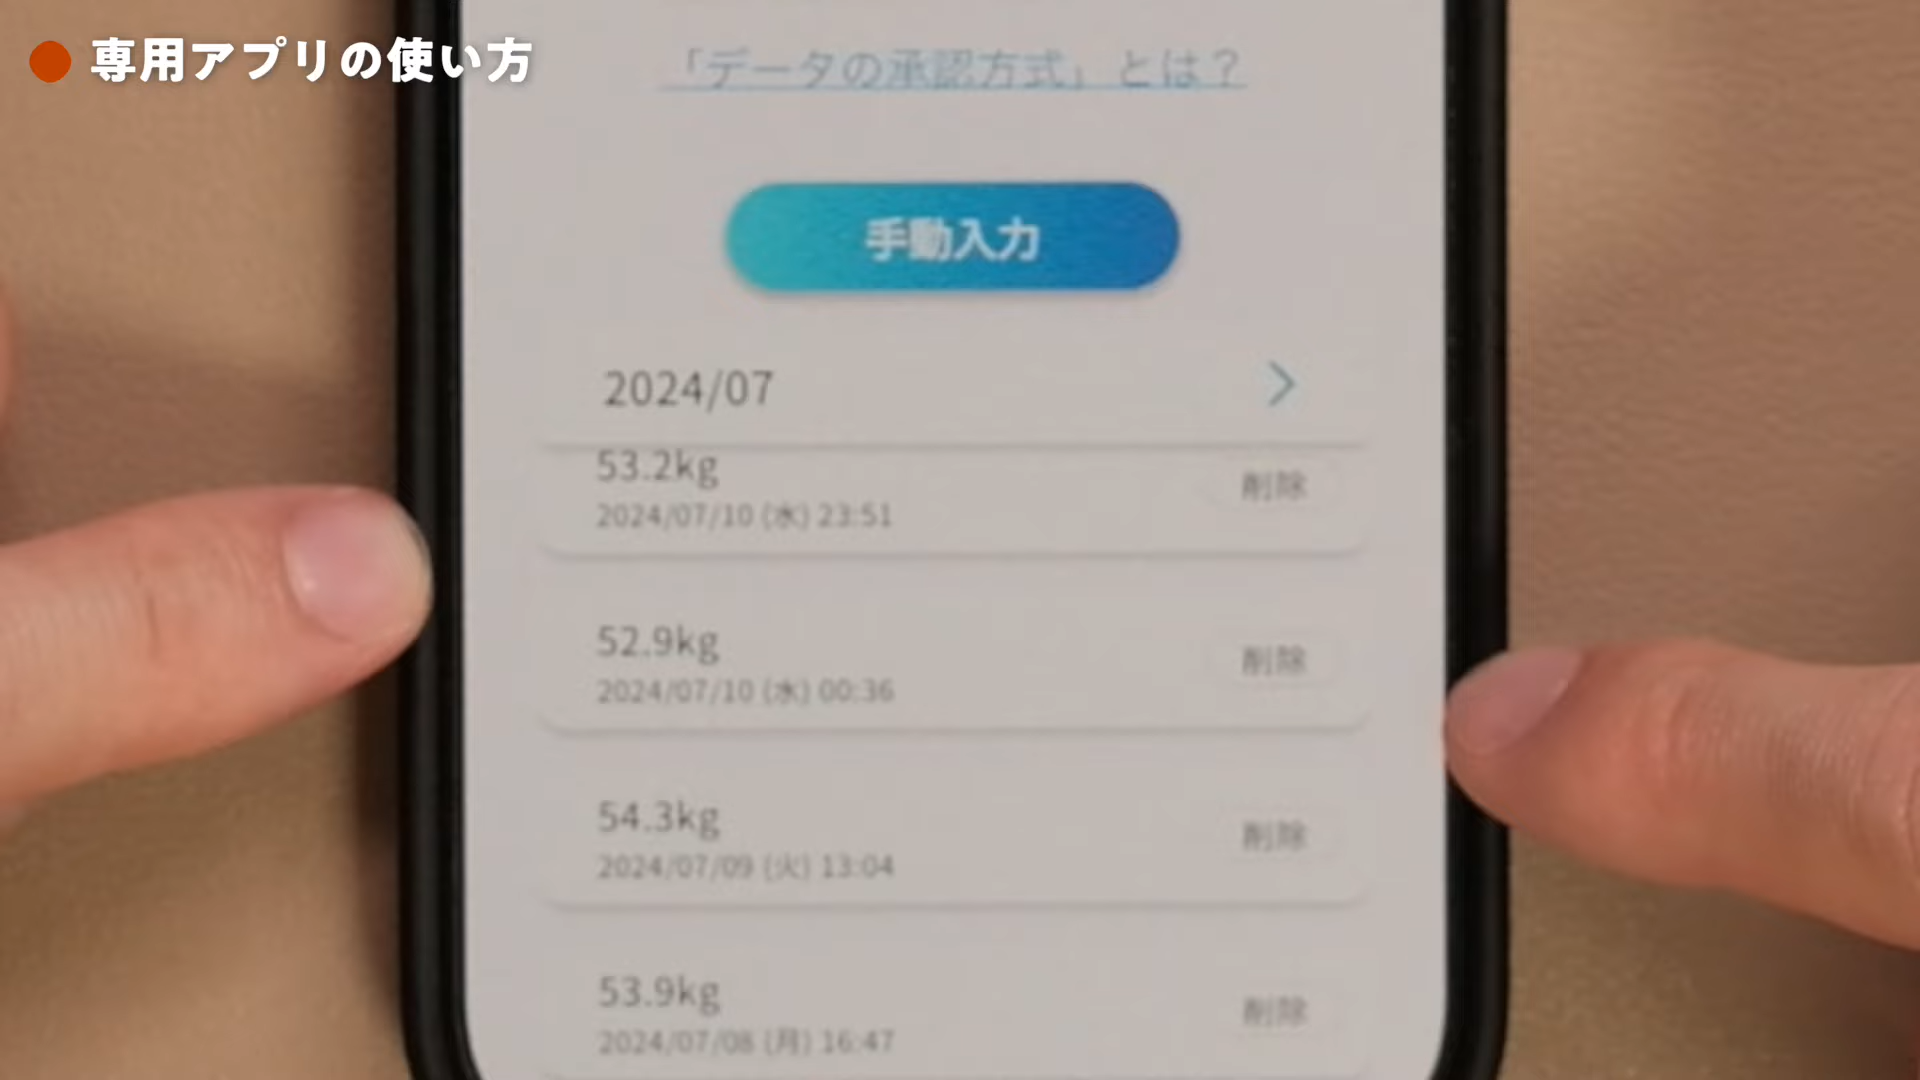 専用アプリの使い方
「データの承認方式」とは？
手動入力
2024/07
53.2kg
削除
2024/07/10 (水) 23:51
52.9kg
削除
2024/07/10 (水) 00:36
54.3kg
削除
2024/07/09 (火) 13:04
53.9kg
削除
2024/07/08 (月) 16:47